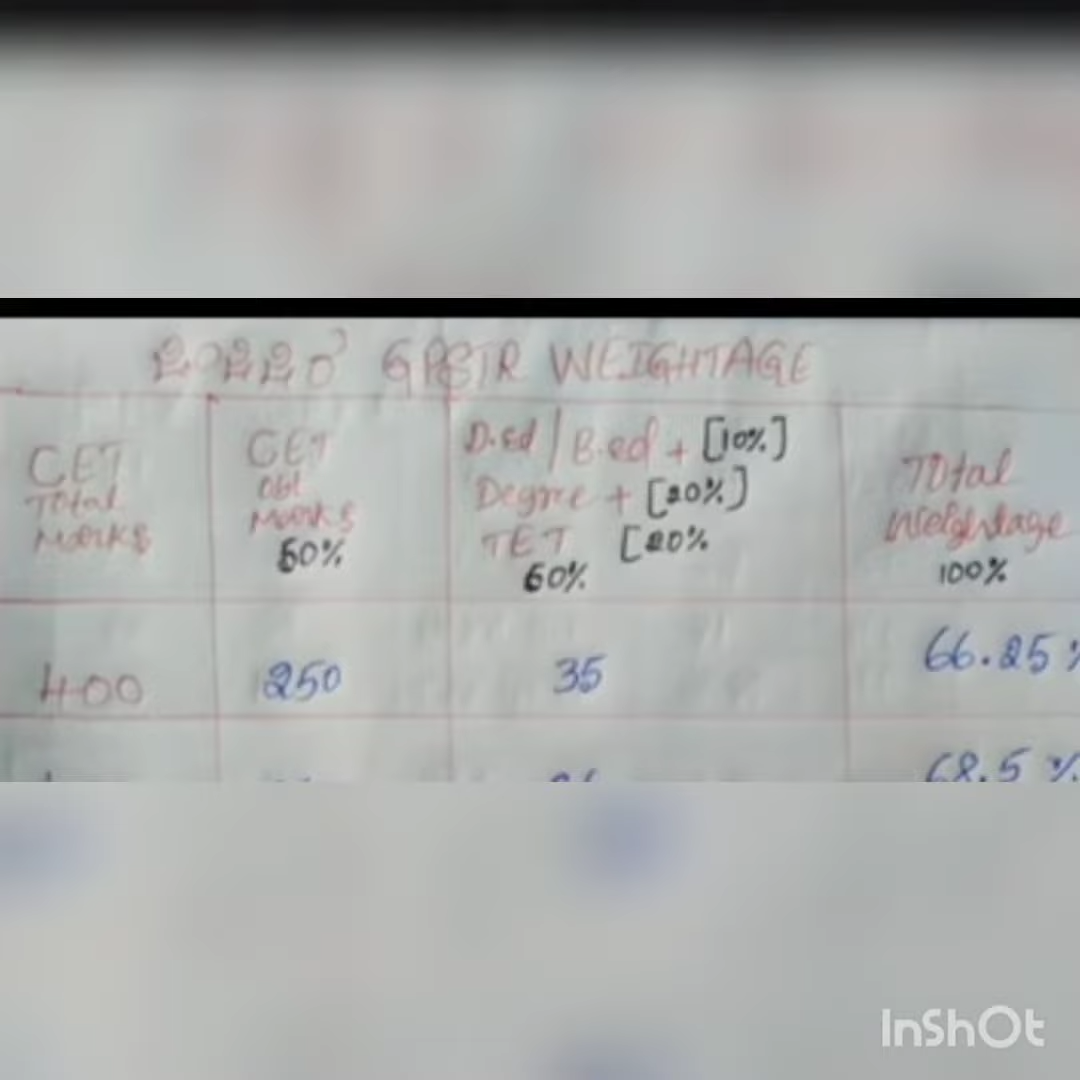 GPSTR WEIGHTAGE
CET
Total
Marks
CET
Obt
Marks
50%
D.ed / B.ed + [10%]
Degree + [20%]
TET [20%
50%
Total
Weightage
100%
400
250
35
66.25 %
68.5 %
InShOt